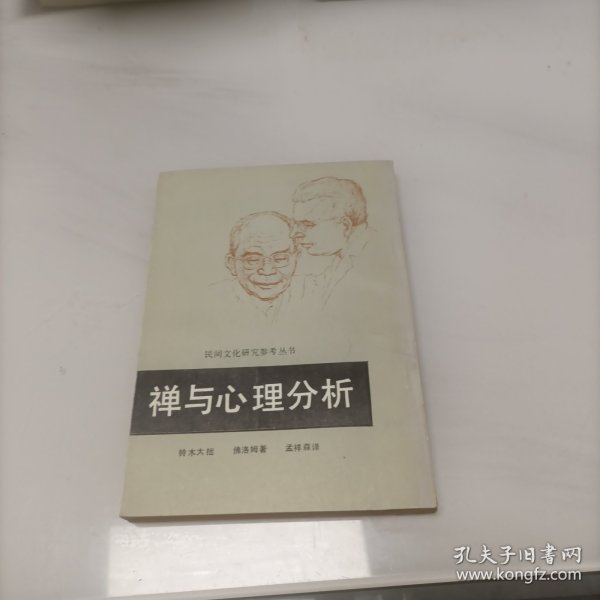 民间文化研究参考丛书
禅与心理分析
铃木大拙 佛洛姆著 孟祥森译
孔夫子旧书网
www.kongfz.com